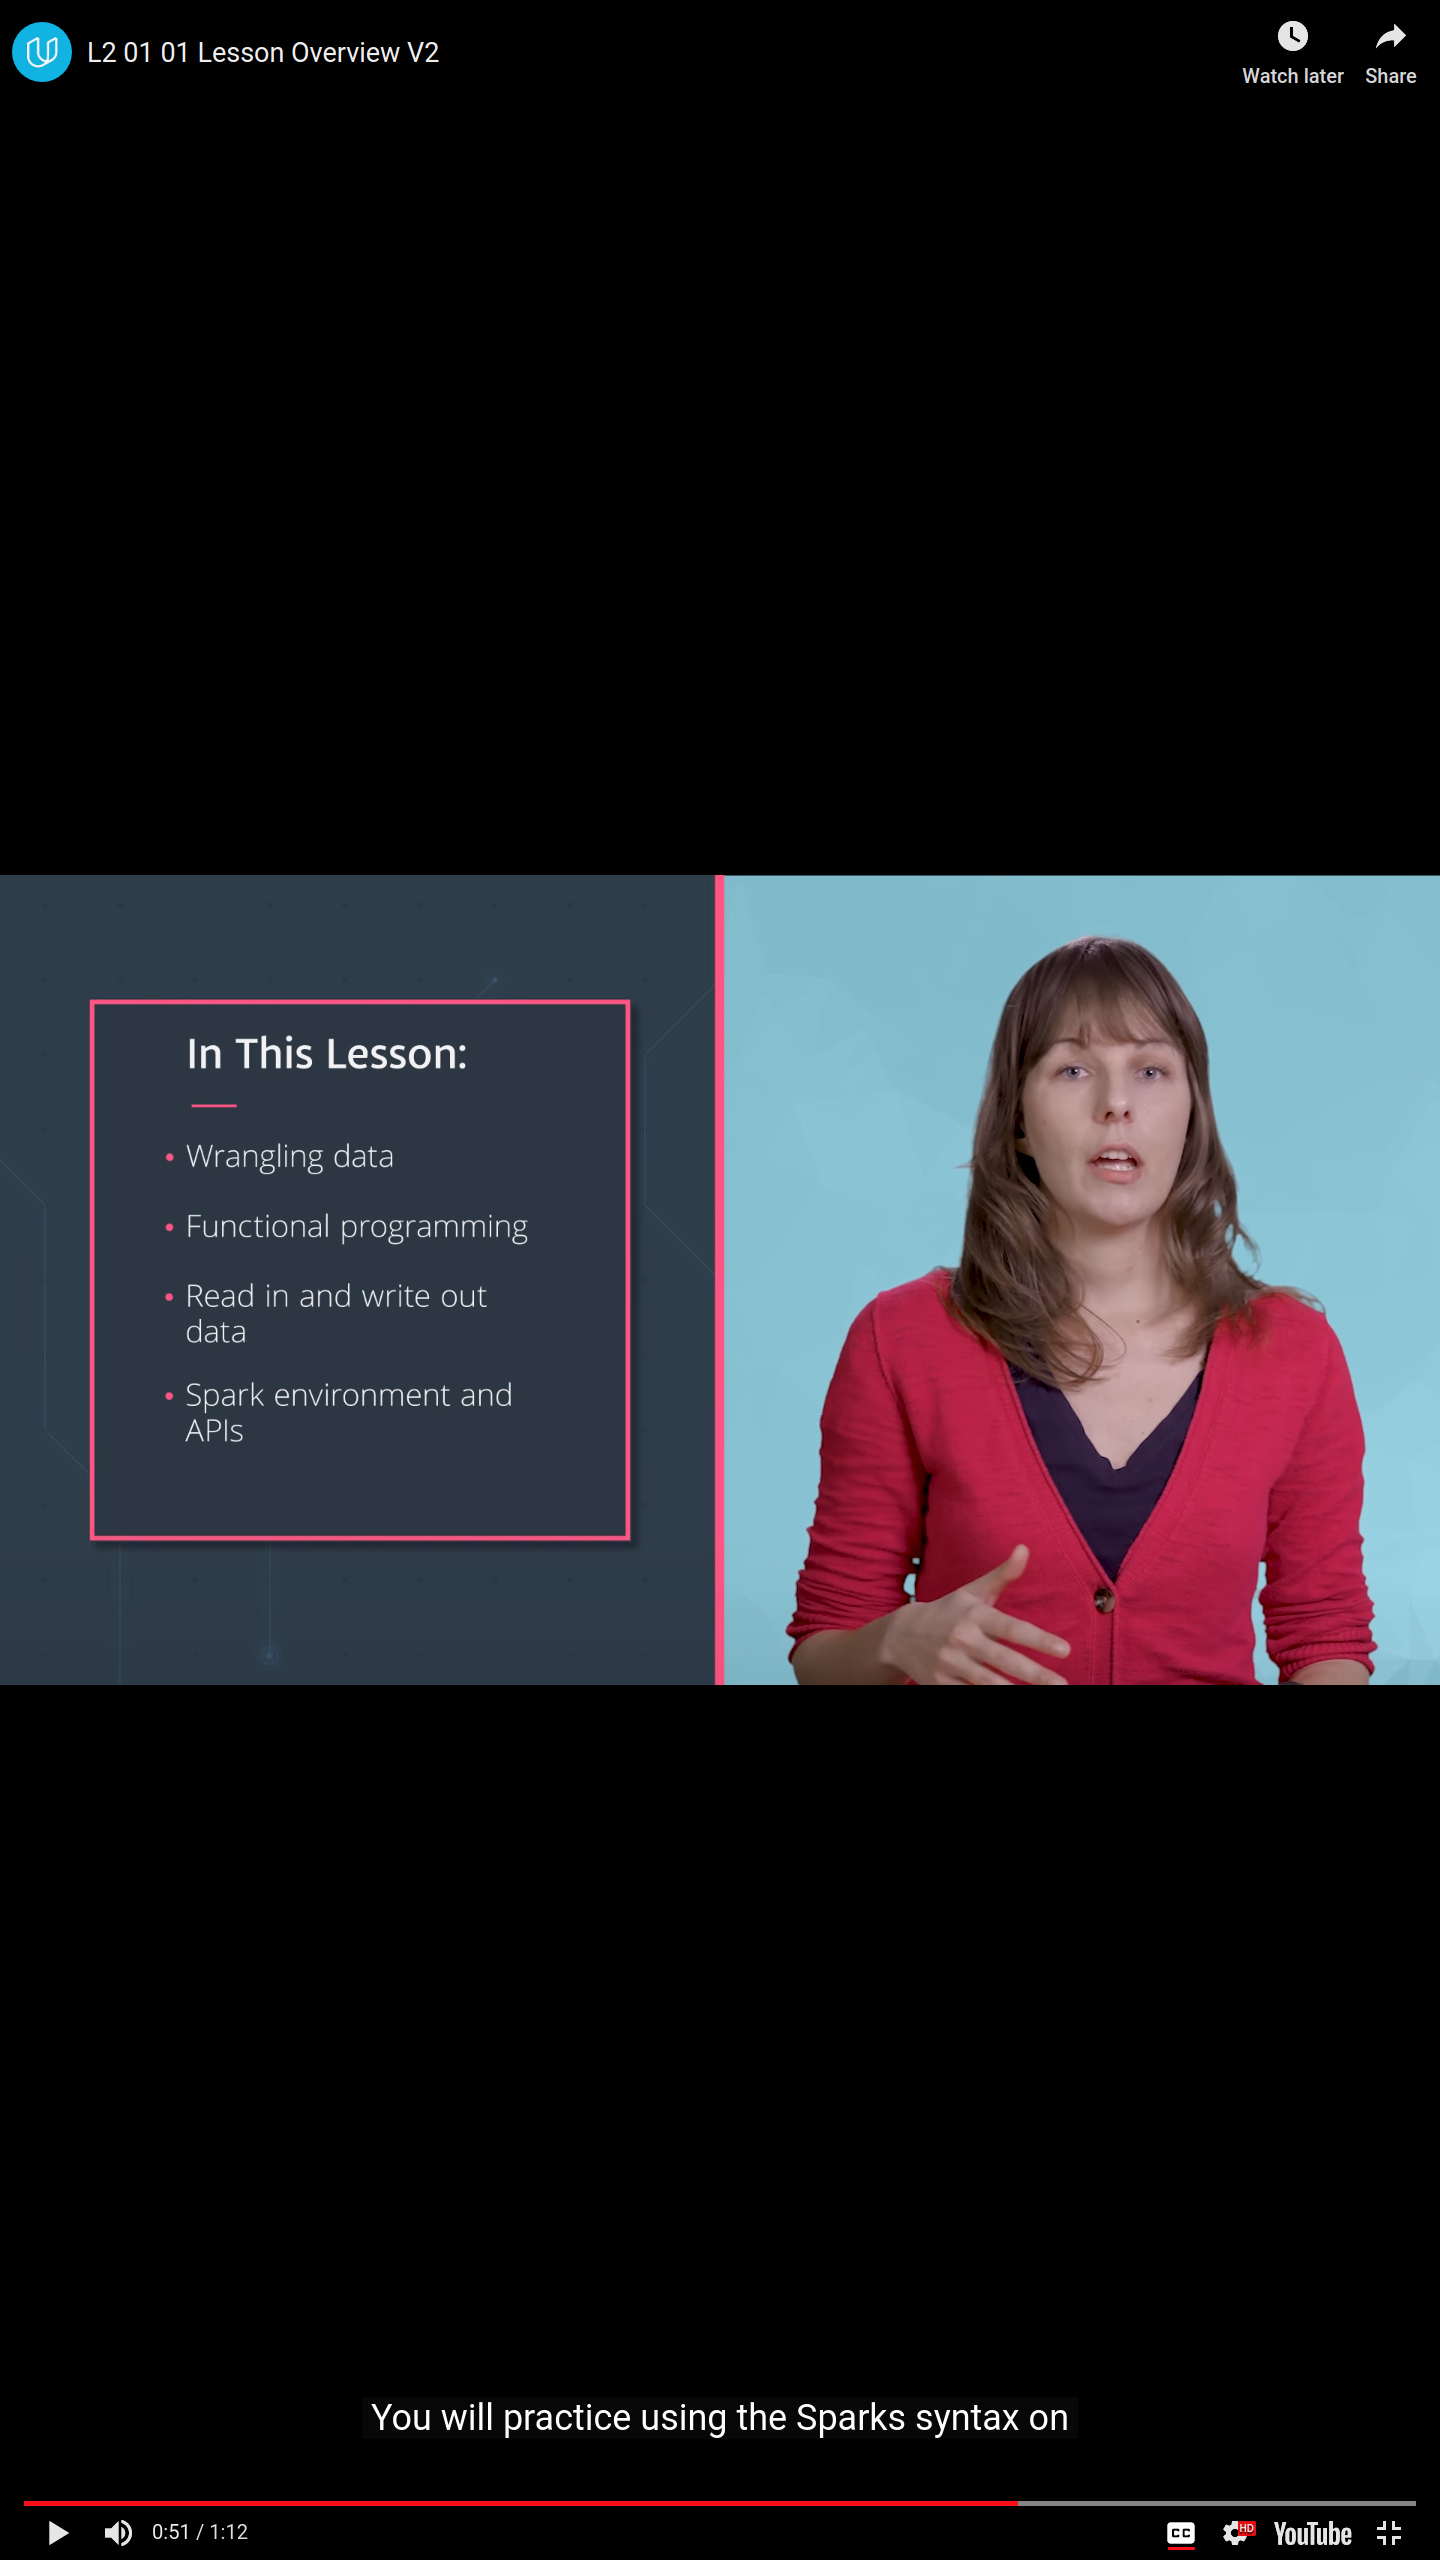 L2 01 01 Lesson Overview V2
Watch later
Share
In This Lesson:
• Wrangling data
• Functional programming
• Read in and write out
data
• Spark environment and
APIs
You will practice using the Sparks syntax on
0:51 / 1:12
CC
HD
YouTube